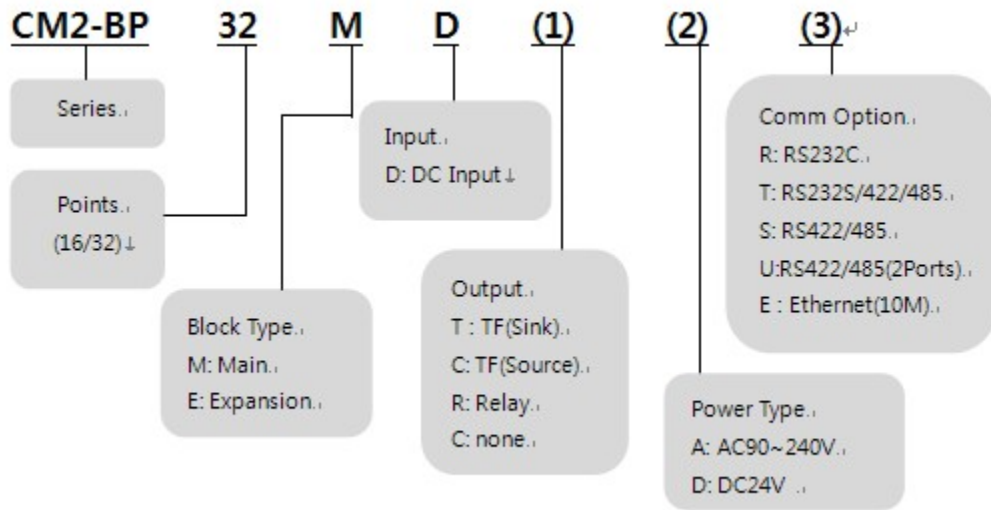 CM2-BP 32 M D (1) (2) (3)
Series.
Points.
(16/32)
Block Type.
M: Main.
E: Expansion.
Input.
D: DC Input
Output.
T : TF(Sink).
C: TF(Source).
R: Relay.
C: none.
Power Type.
A: AC90~240V.
D: DC24V .
Comm Option.
R: RS232C.
T: RS232S/422/485.
S: RS422/485.
U:RS422/485(2Ports).
E : Ethernet(10M).